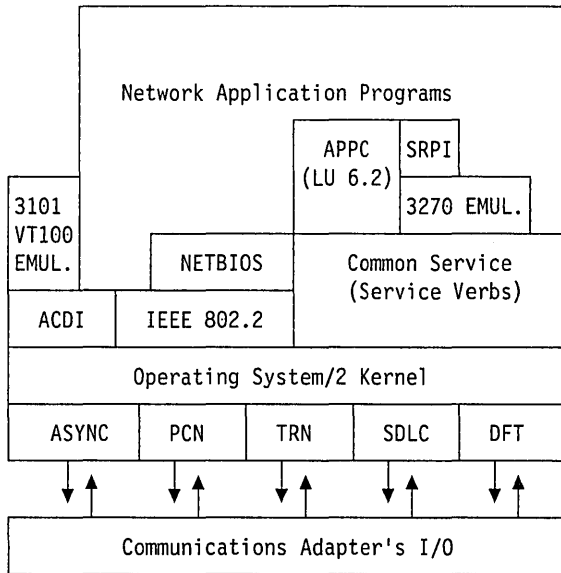 Network Application Programs
APPC
(LU 6.2)
SRPI
3101
VT100
EMUL.
3270 EMUL.
NETBIOS
Common Service
(Service Verbs)
ACDI
IEEE 802.2
Operating System/2 Kernel
ASYNC
PCN
TRN
SDLC
DFT
Communications Adapter's I/O